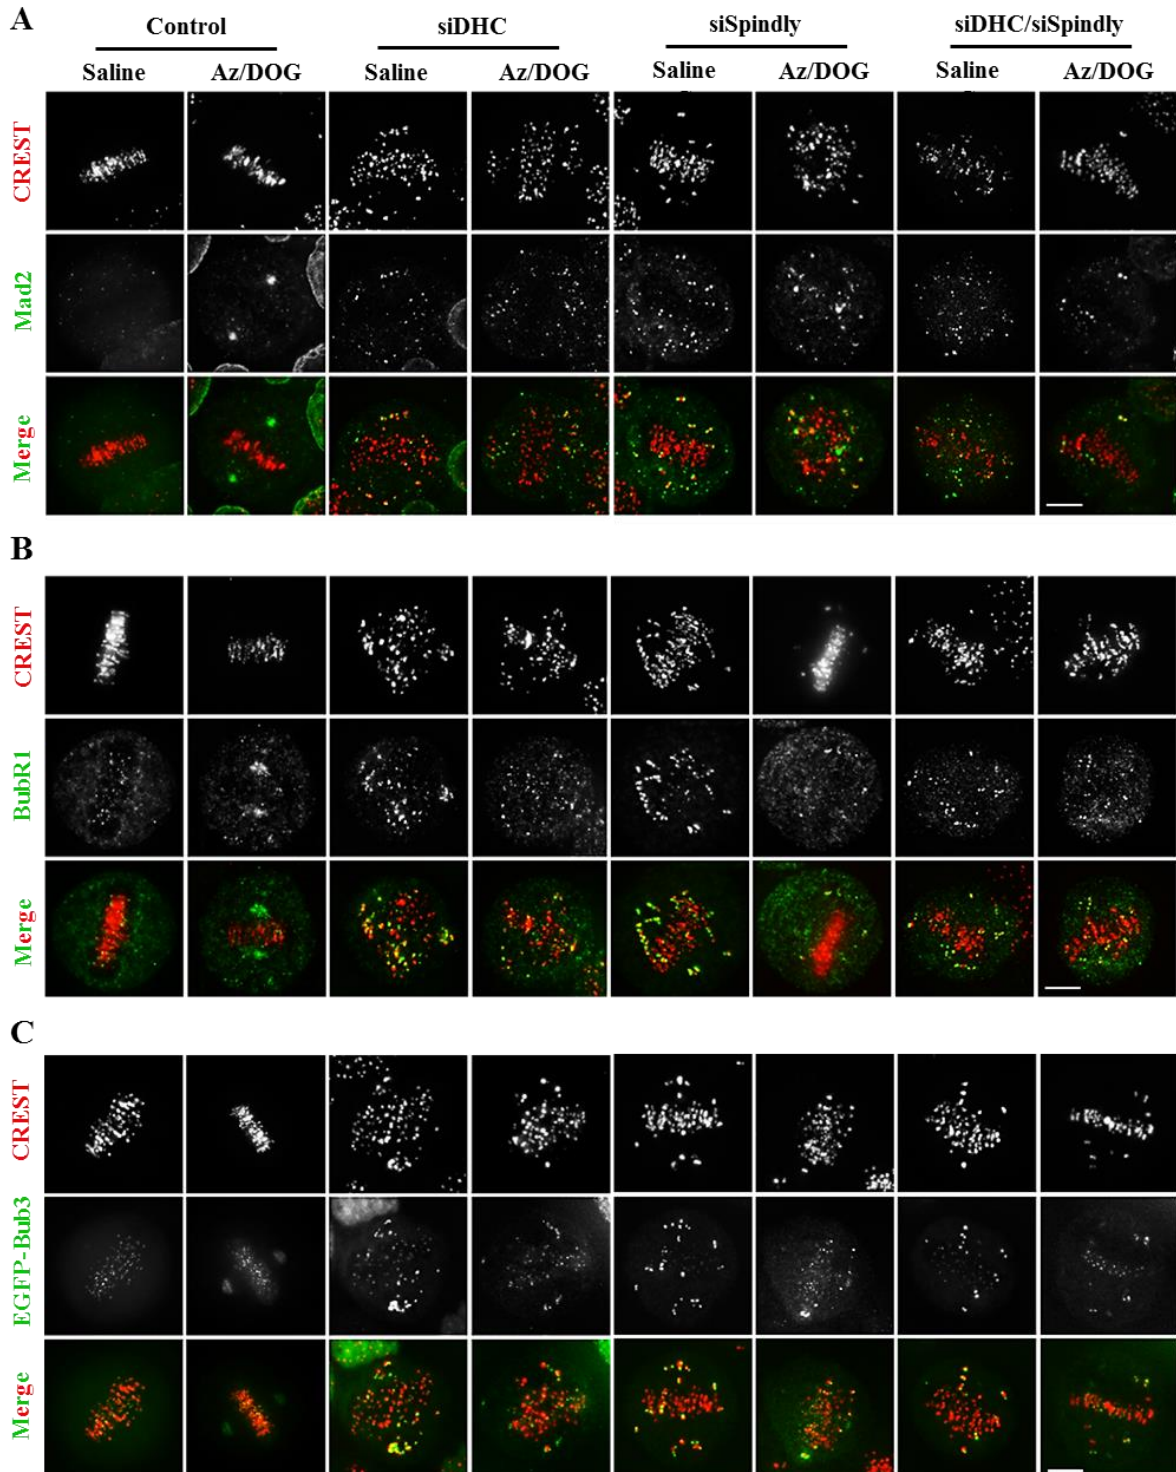 A
Control siDHC siSpindly siDHC/siSpindly
Saline Az/DOG Saline Az/DOG Saline Az/DOG Saline Az/DOG
CREST
Mad2
Merge
B
CREST
BubR1
Merge
C
CREST
EGFP-Bub3
Merge